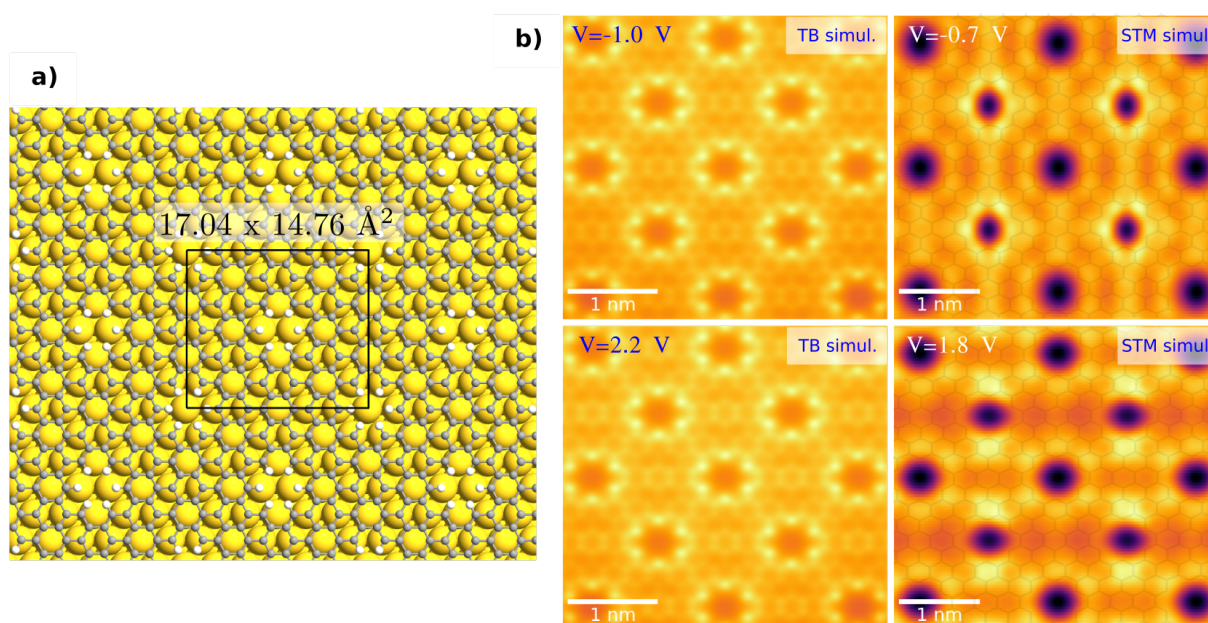 a)
17.04 x 14.76 Å²
b)
V=-1.0 V
TB simul.
1 nm
V=-0.7 V
STM simul
1 nm
V=2.2 V
TB simul.
1 nm
V=1.8 V
STM simul
1 nm